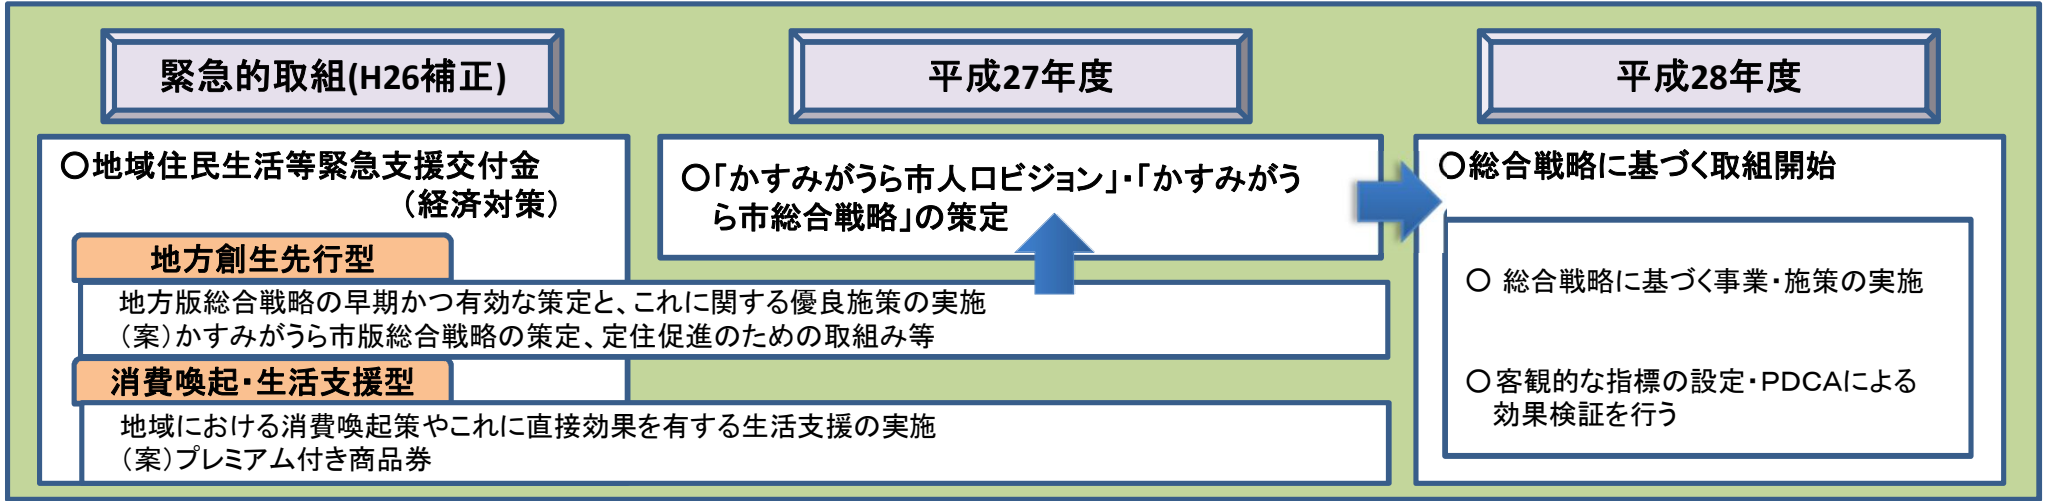 緊急的取組(H26補正)
〇地域住民生活等緊急支援交付金
（経済対策）
地方創生先行型
地方版総合戦略の早期かつ有効な策定と、これに関する優良施策の実施
（案）かすみがうら市版総合戦略の策定、定住促進のための取組み等
消費喚起・生活支援型
地域における消費喚起策やこれに直接効果を有する生活支援の実施
（案）プレミアム付き商品券
平成27年度
〇「かすみがうら市人口ビジョン」・「かすみがう
ら市総合戦略」の策定
平成28年度
〇総合戦略に基づく取組開始
〇 総合戦略に基づく事業・施策の実施
〇客観的な指標の設定・PDCAによる
効果検証を行う